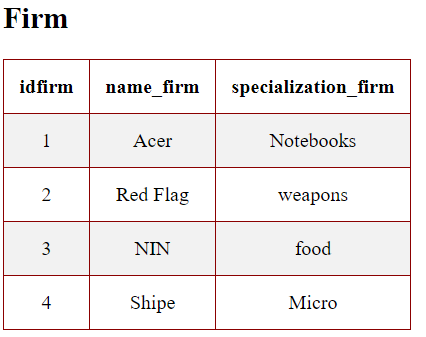 Firm
idfirm name_firm specialization_firm
1 Acer Notebooks
2 Red Flag weapons
3 NIN food
4 Shipe Micro